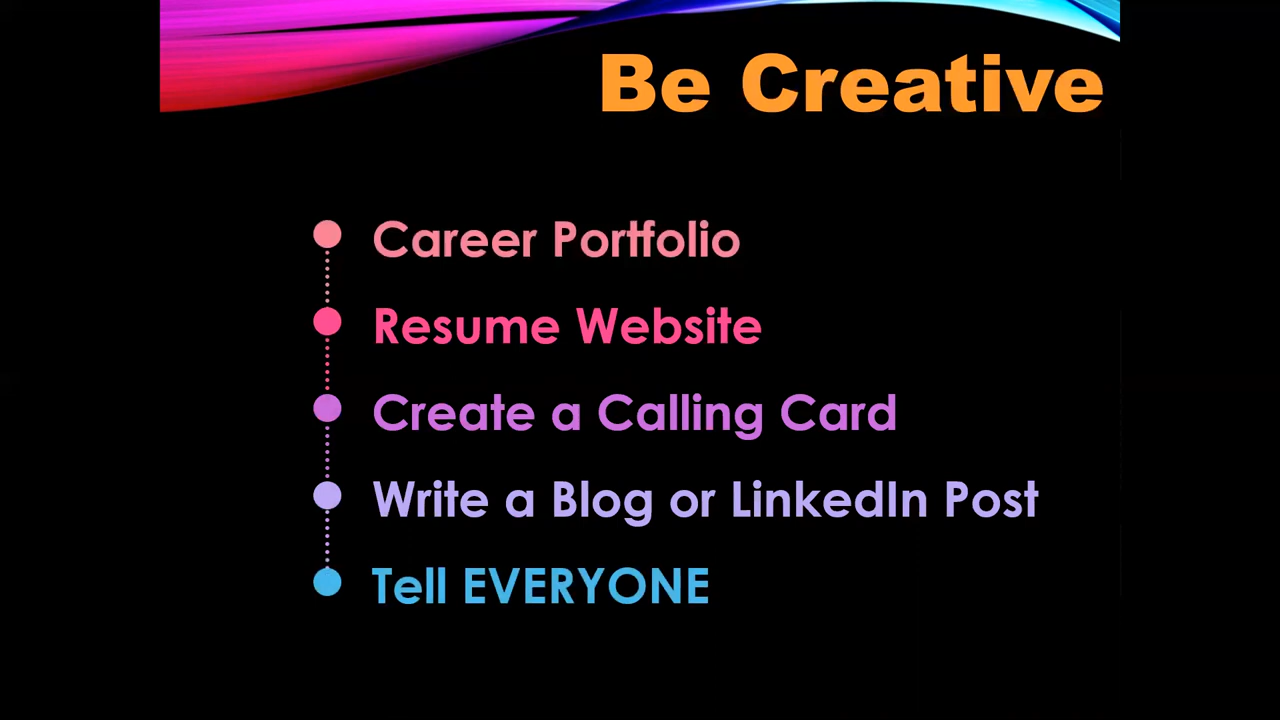 Be Creative
Career Portfolio
Resume Website
Create a Calling Card
Write a Blog or LinkedIn Post
Tell EVERYONE